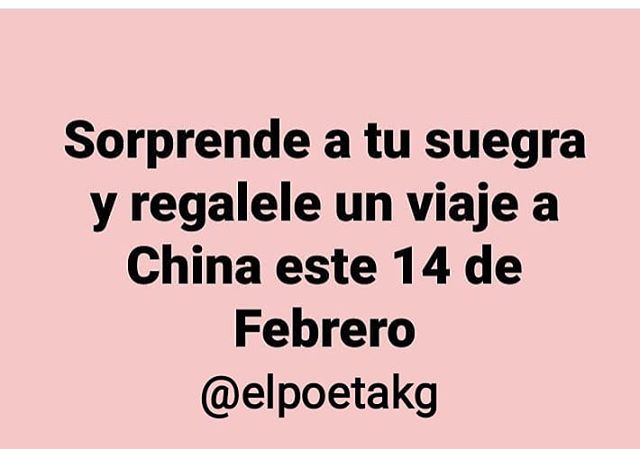 Sorprende a tu suegra
y regalele un viaje a
China este 14 de
Febrero
@elpoetakg